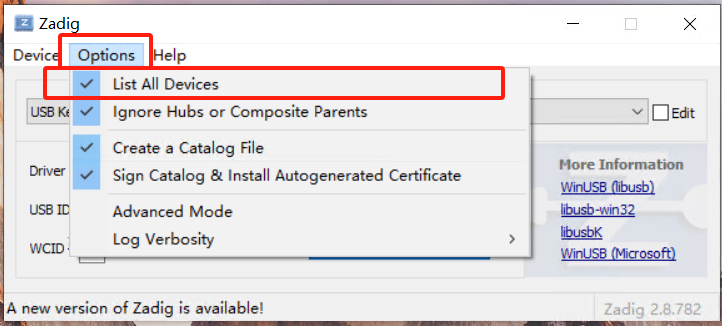 Zadig
Device Options Help
List All Devices
Ignore Hubs or Composite Parents
USB Ke
Edit
Create a Catalog File
Sign Catalog & Install Autogenerated Certificate
Advanced Mode
Log Verbosity
Driver
USB ID
WCID
More Information
WinUSB (libusb)
libusb-win32
libusbK
WinUSB (Microsoft)
A new version of Zadig is available!
Zadig 2.8.782